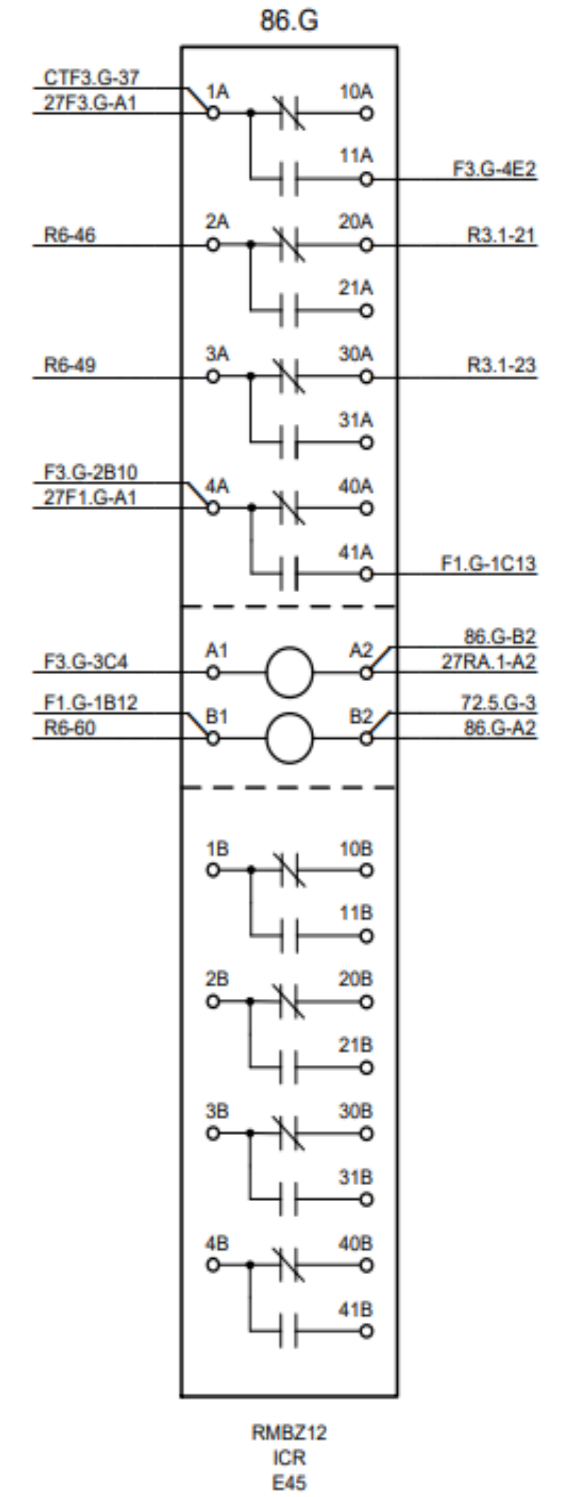 86.G
CTF3.G-37
1A
10A
27F3.G-A1
11A
F3.G-4E2
R6-46
2A
20A
R3.1-21
21A
R6-49
3A
30A
R3.1-23
31A
F3.G-2B10
4A
40A
27F1.G-A1
41A
F1.G-1C13
86.G-B2
F3.G-3C4
A1
A2
27RA.1-A2
F1.G-1B12
72.5.G-3
R6-60
B1
B2
86.G-A2
1B
10B
11B
2B
20B
21B
3B
30B
31B
4B
40B
41B
RMBZ12
ICR
E45